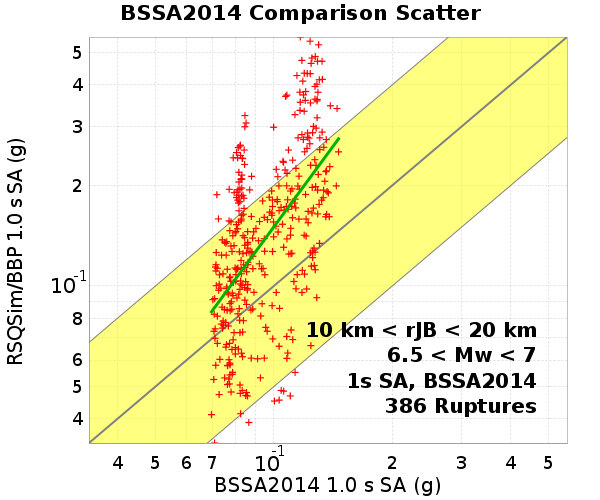 BSSA2014 Comparison Scatter
RSQSim/BBP 1.0 s SA (g)
5
4
3
2
10^-1
8
6
5
4
10 km < rJB < 20 km
6.5 < Mw < 7
1s SA, BSSA2014
386 Ruptures
4 5 6 7 10^-1 2 3 4 5
BSSA2014 1.0 s SA (g)